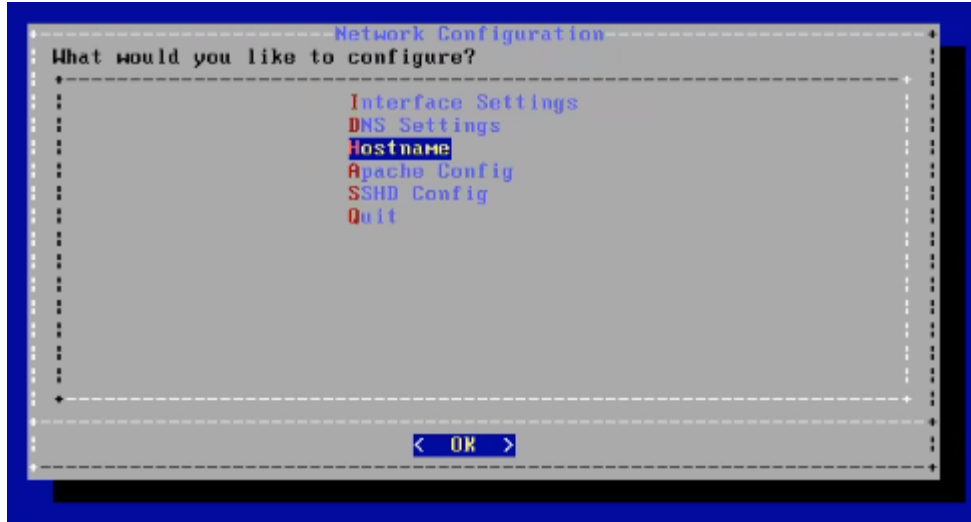 Network Configuration
What would you like to configure?
Interface Settings
DNS Settings
Hostname
Apache Config
SSHD Config
Quit
< OK >